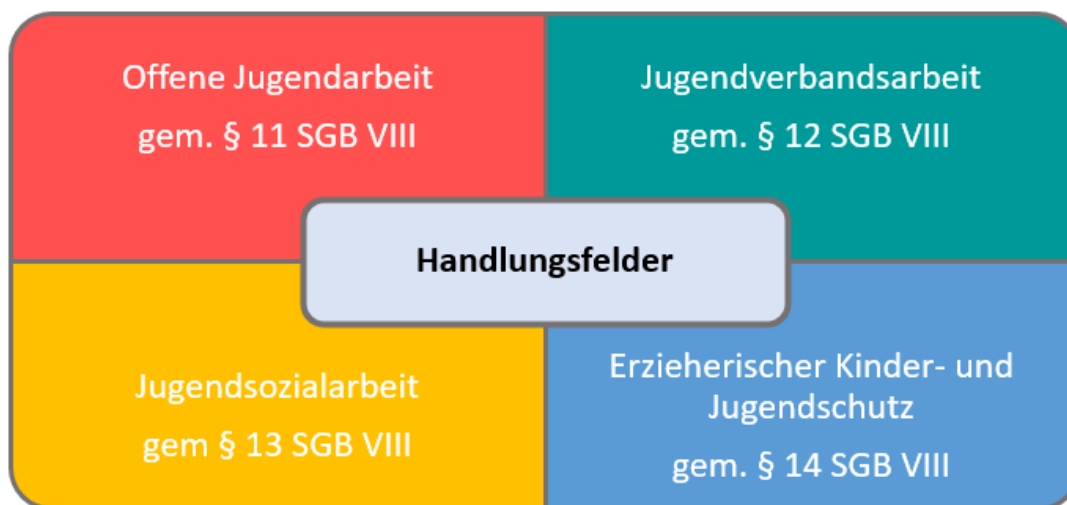 Offene Jugendarbeit
gem. § 11 SGB VIII
Jugendverbandsarbeit
gem. § 12 SGB VIII
Handlungsfelder
Jugendsozialarbeit
gem § 13 SGB VIII
Erzieherischer Kinder- und
Jugendschutz
gem. § 14 SGB VIII